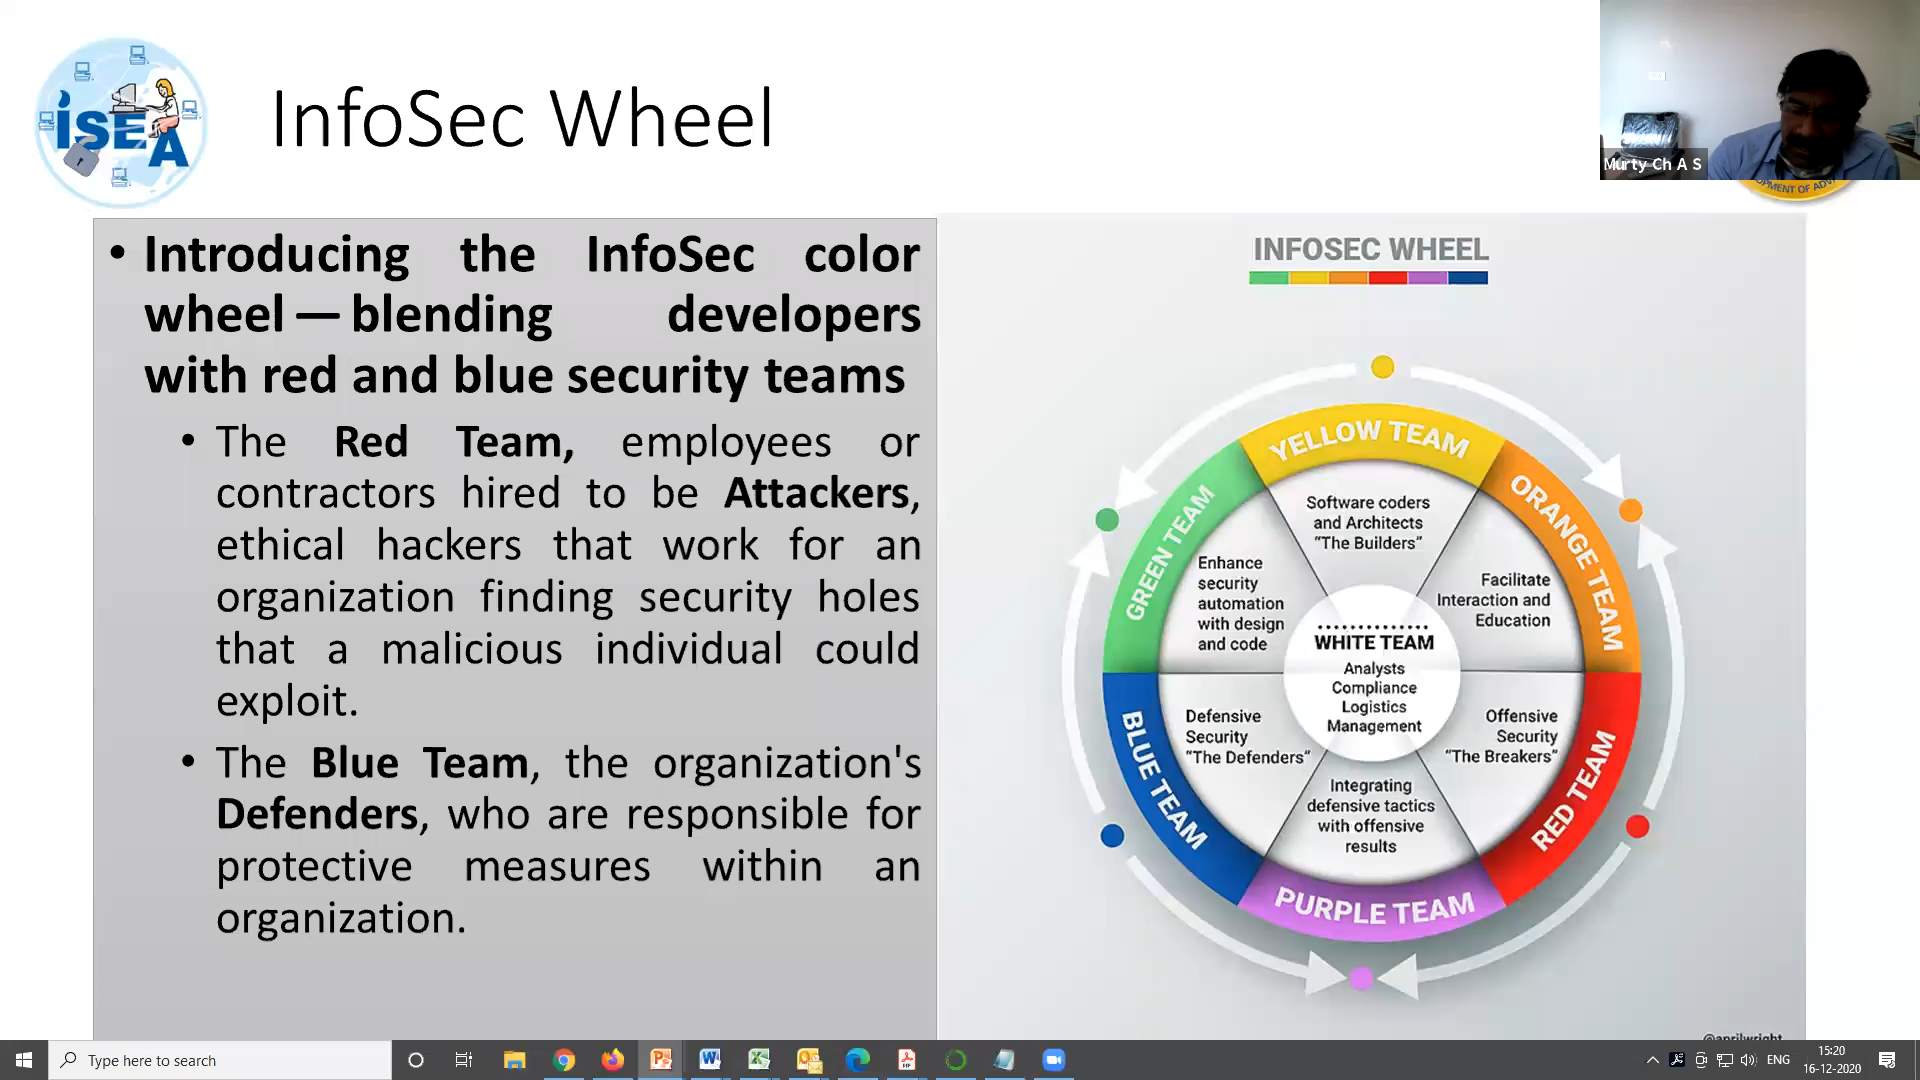 iSEA
InfoSec Wheel
Murty Ch A S
OPMENT OF ADV
• Introducing the InfoSec color
wheel — blending developers
with red and blue security teams
• The Red Team, employees or
contractors hired to be Attackers,
ethical hackers that work for an
organization finding security holes
that a malicious individual could
exploit.
• The Blue Team, the organization's
Defenders, who are responsible for
protective measures within an
organization.
INFOSEC WHEEL
YELLOW TEAM
Software coders
and Architects
“The Builders”
ORANGE TEAM
Facilitate
Interaction and
Education
GREEN TEAM
Enhance
security
automation
with design
and code
WHITE TEAM
Analysts
Compliance
Logistics
Management
BLUE TEAM
Defensive
Security
“The Defenders”
RED TEAM
Offensive
Security
“The Breakers”
Integrating
defensive tactics
with offensive
results
PURPLE TEAM
@aprilwright
Type here to search
ENG
15:20
16-12-2020